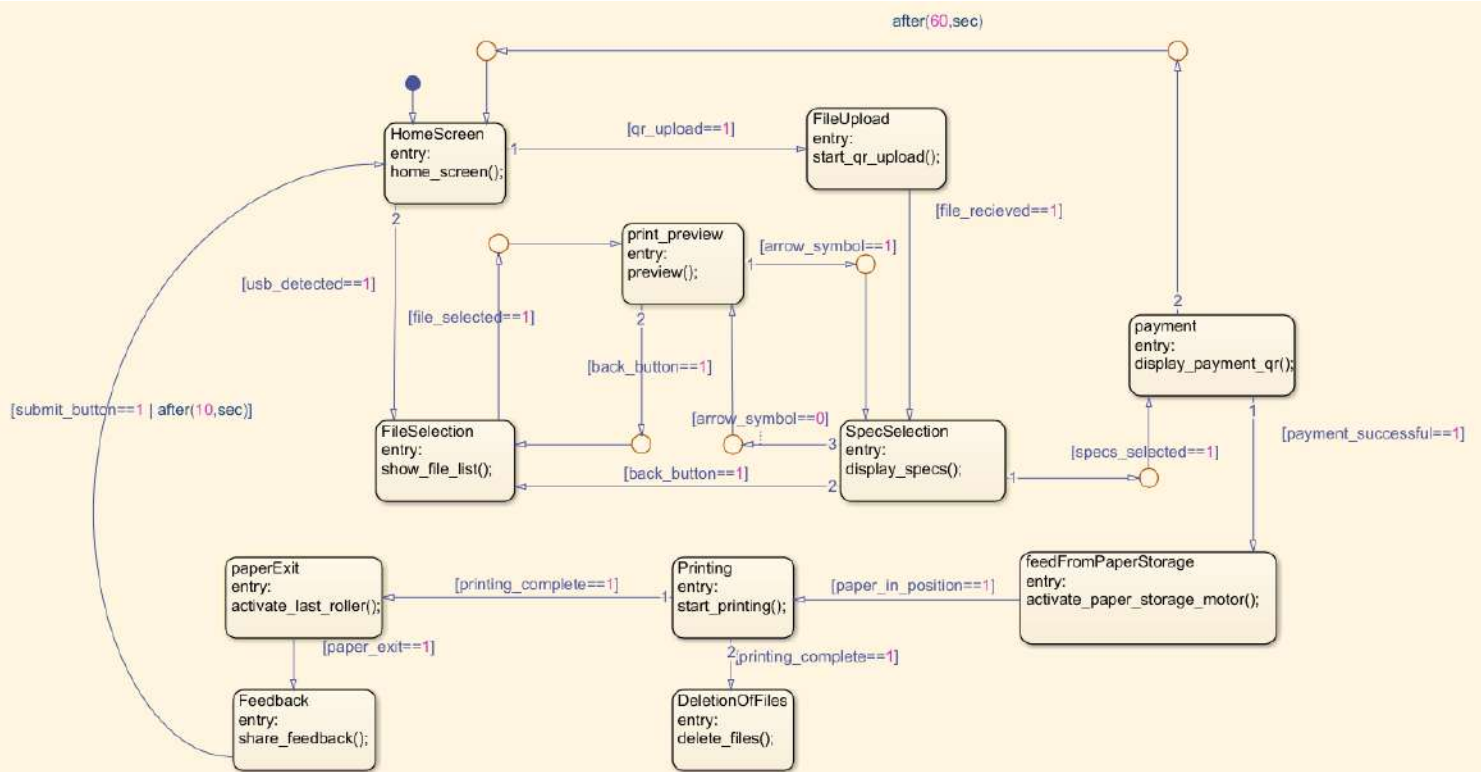 after(60,sec)
HomeScreen
entry:
home_screen();
1
[qr_upload==1]
FileUpload
entry:
start_qr_upload();
2
[file_recieved==1]
print_preview
entry:
preview();
1
[arrow_symbol==1]
2
[usb_detected==1]
[file_selected==1]
[back_button==1]
2
payment
entry:
display_payment_qr();
1
[submit_button==1 | after(10,sec)]
[arrow_symbol==0]
FileSelection
entry:
show_file_list();
3
SpecSelection
entry:
display_specs();
[specs_selected==1]
[payment_successful==1]
[back_button==1]
2
1
paperExit
entry:
activate_last_roller();
[printing_complete==1]
1
Printing
entry:
start_printing();
[paper_in_position==1]
feedFromPaperStorage
entry:
activate_paper_storage_motor();
[paper_exit==1]
2
[printing_complete==1]
Feedback
entry:
share_feedback();
DeletionOfFiles
entry:
delete_files();